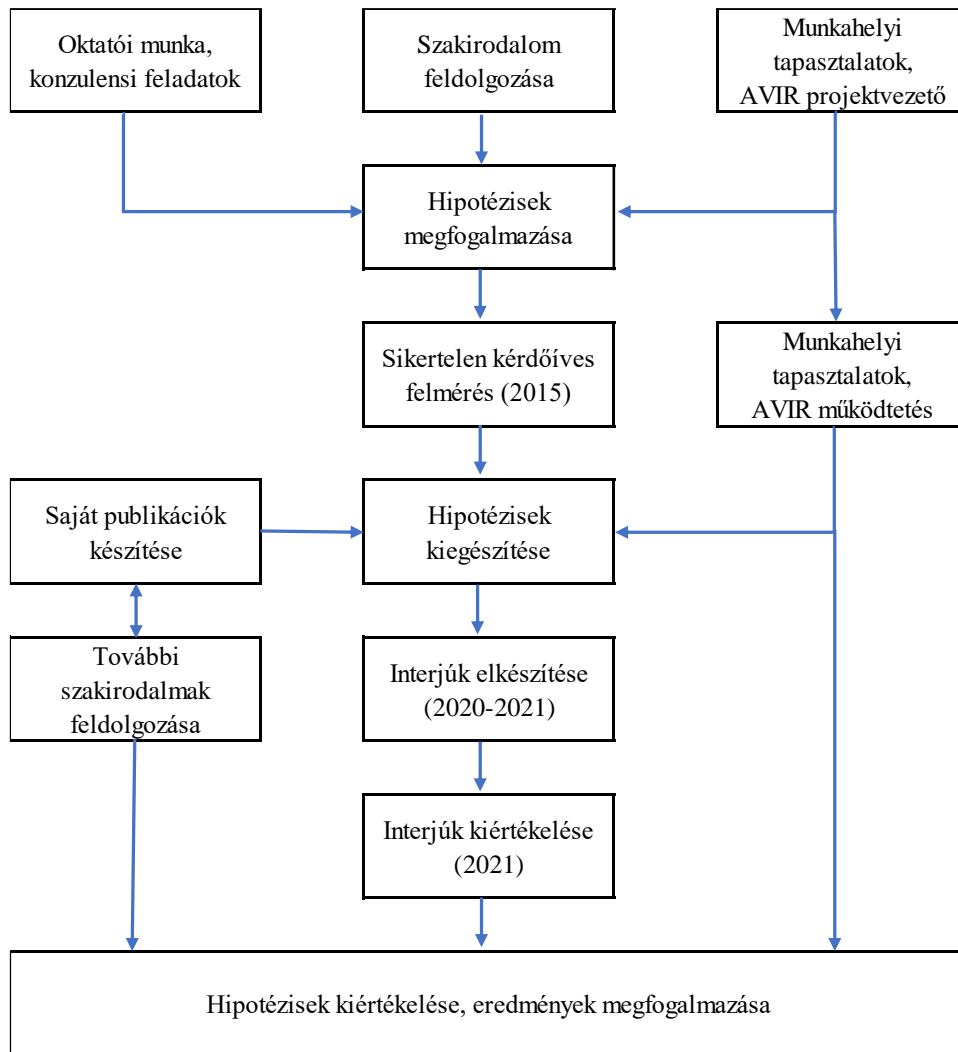 Oktatói munka,
konzulensi feladatok
Szakirodalom
feldolgozása
Munkahelyi
tapasztalatok,
AVIR projektvezető
Hipotézisek
megfogalmazása
Sikertelen kérdőíves
felmérés (2015)
Munkahelyi
tapasztalatok,
AVIR működtetés
Saját publikációk
készítése
Hipotézisek
kiegészítése
További
szakirodalmak
feldolgozása
Interjúk elkészítése
(2020-2021)
Interjúk kiértékelése
(2021)
Hipotézisek kiértékelése, eredmények megfogalmazása